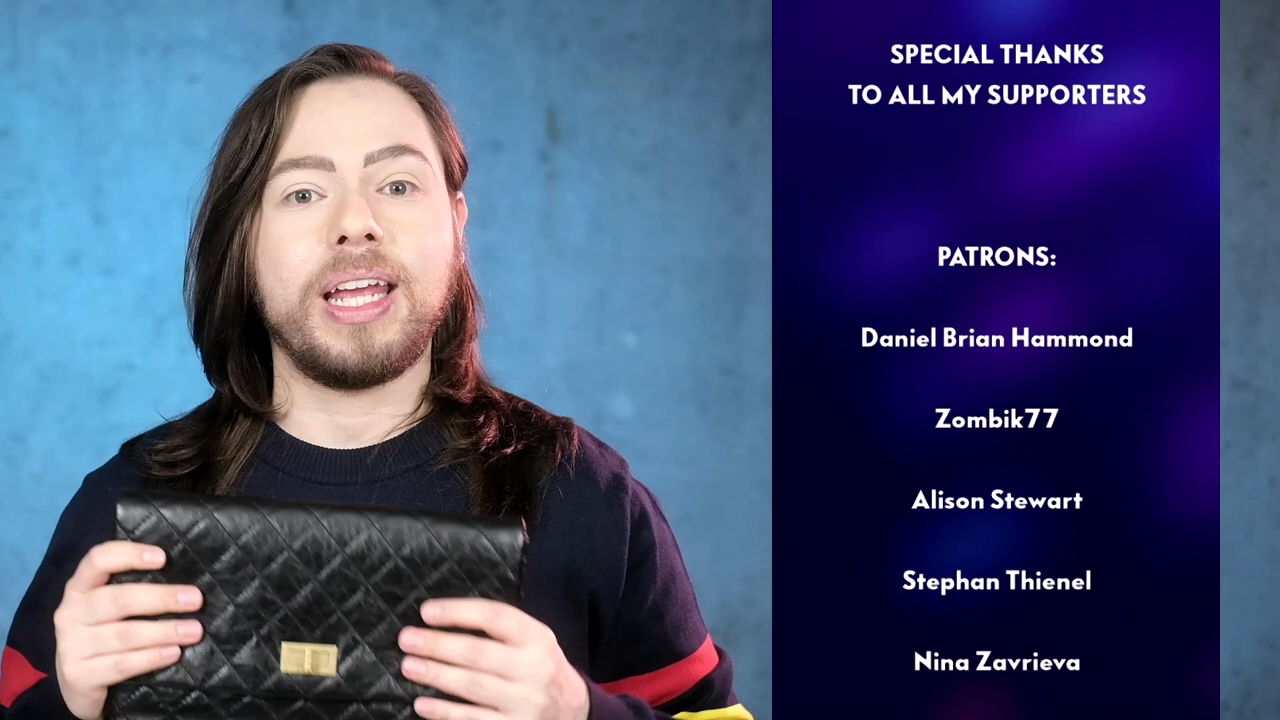 SPECIAL THANKS
TO ALL MY SUPPORTERS
PATRONS:
Daniel Brian Hammond
Zombik77
Alison Stewart
Stephan Thienel
Nina Zavrieva